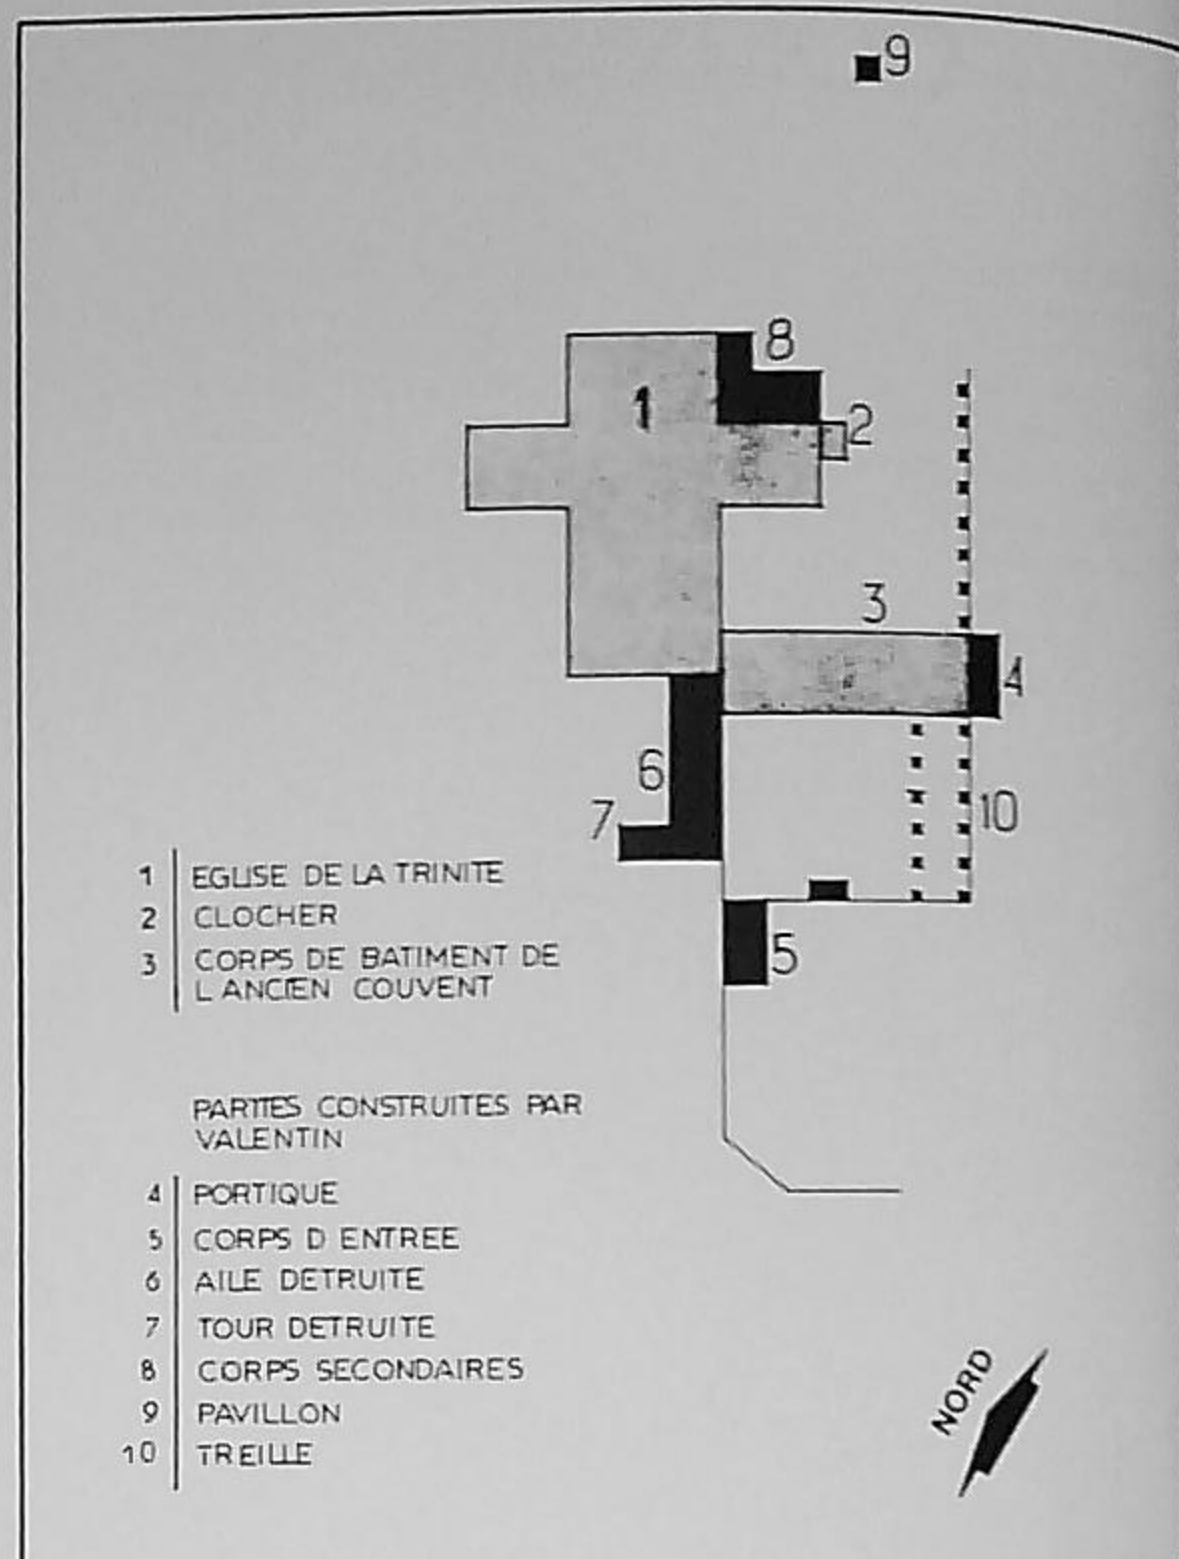 9
8
1
2
3
4
6
7
10
5
1 EGLISE DE LA TRINITE
2 CLOCHER
3 CORPS DE BATIMENT DE
L ANCIEN COUVENT
PARTIES CONSTRUITES PAR
VALENTIN
4 PORTIQUE
5 CORPS D ENTREE
6 AILE DETRUITE
7 TOUR DETRUITE
8 CORPS SECONDAIRES
9 PAVILLON
10 TREILLE
NORD